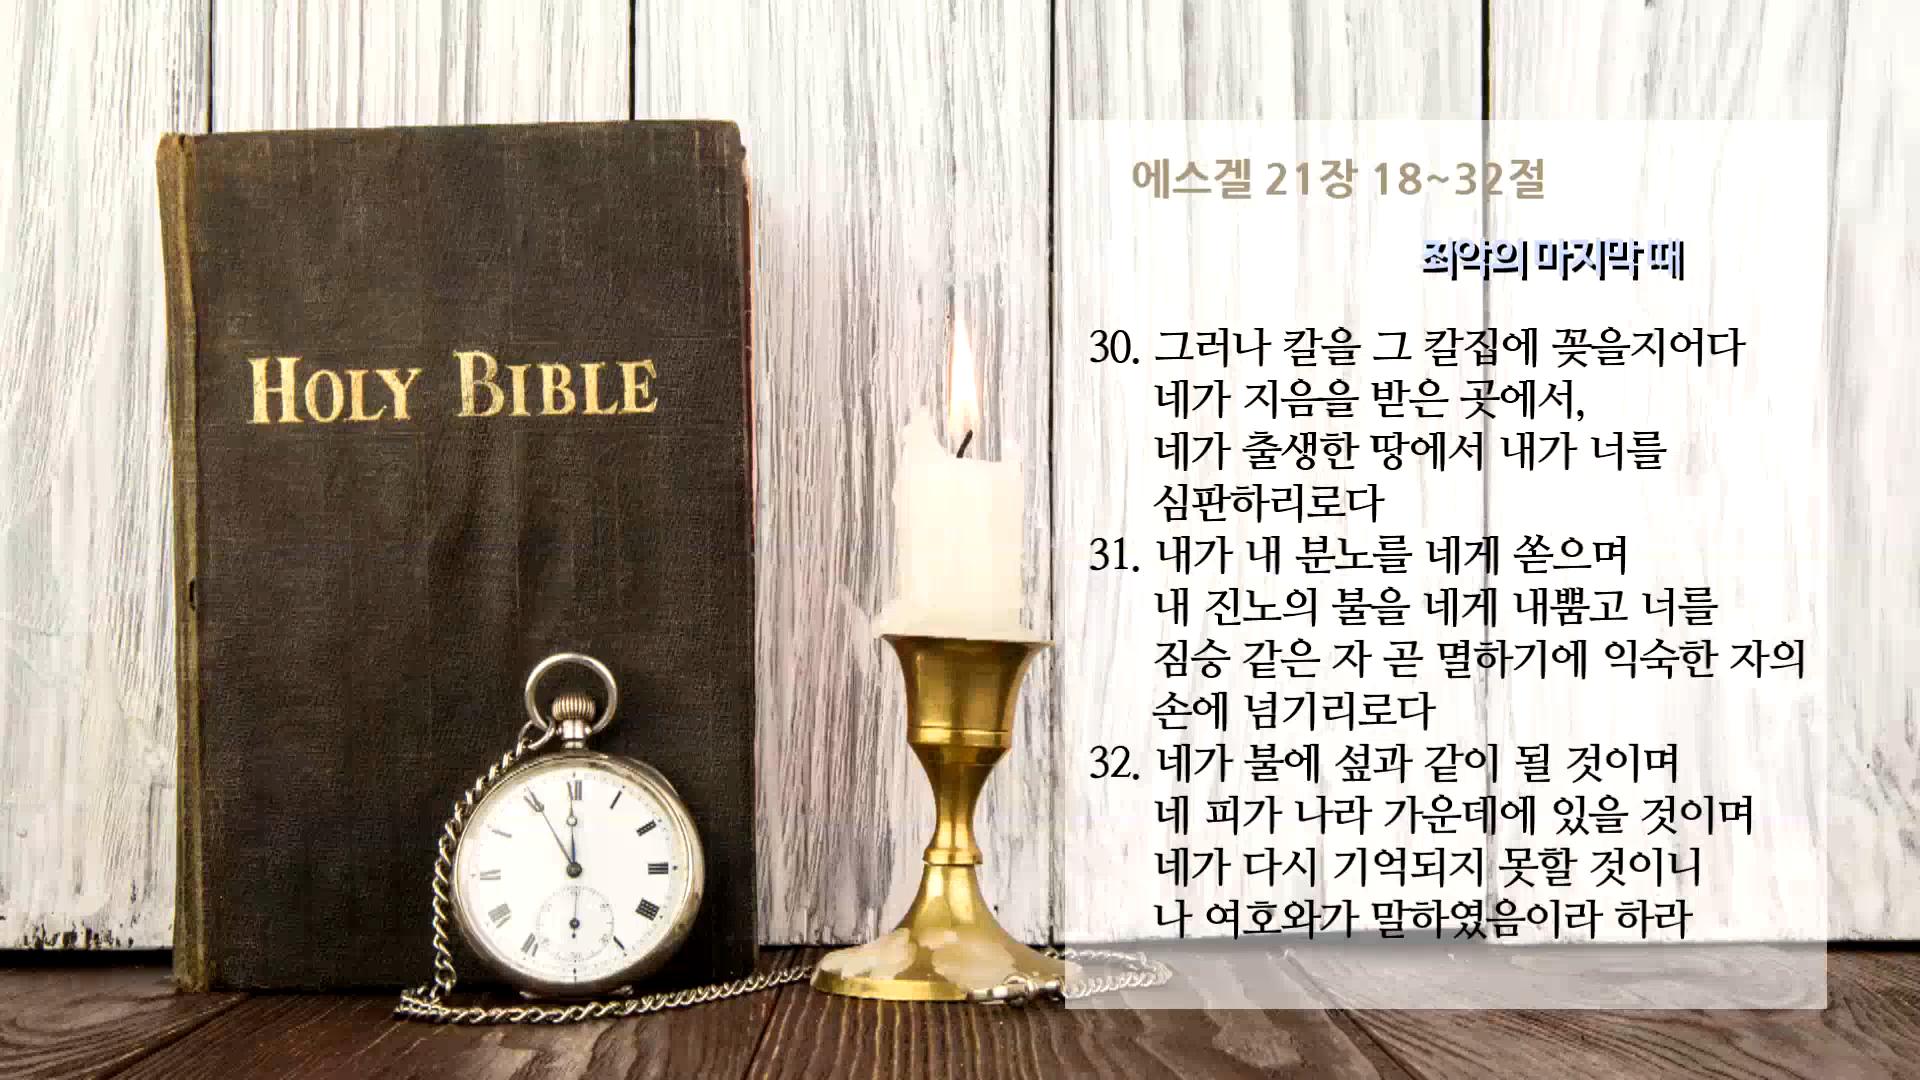 HOLY BIBLE
에스겔 21장 18~32절
죄악의 마지막 때
30. 그러나 칼을 그 칼집에 꽂을지어다
네가 지음을 받은 곳에서,
네가 출생한 땅에서 내가 너를
심판하리로다
31. 내가 내 분노를 네게 쏟으며
내 진노의 불을 네게 내뿜고 너를
짐승 같은 자 곧 멸하기에 익숙한 자의
손에 넘기리로다
32. 네가 불에 섶과 같이 될 것이며
네 피가 나라 가운데에 있을 것이며
네가 다시 기억되지 못할 것이니
나 여호와가 말하였음이라 하라